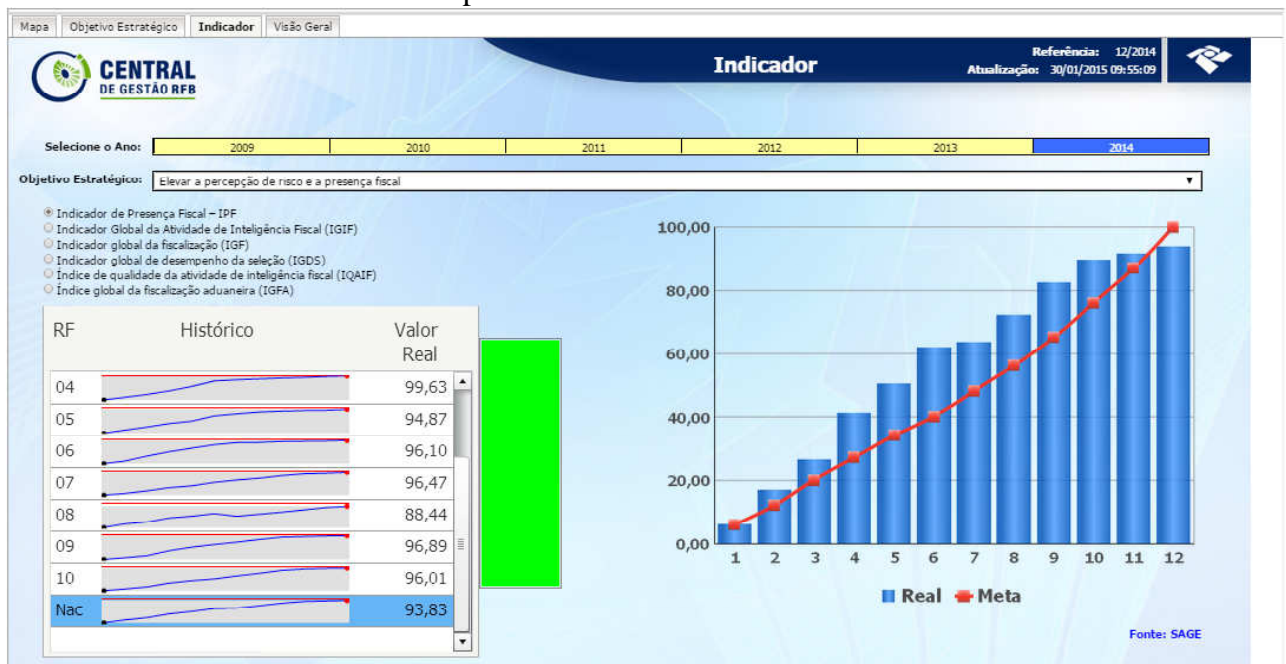 Mapa Objetivo Estratégico Indicador Visão Geral
CENTRAL
DE GESTÃO RFB
Indicador
Referência: 12/2014
Atualização: 30/01/2015 09:55:09
Selecione o Ano: 2009 2010 2011 2012 2013 2014
Objetivo Estratégico: Elevar a percepção de risco e a presença fiscal
Indicador de Presença Fiscal – IPF
Indicador Global da Atividade de Inteligência Fiscal (IGIF)
Indicador global da fiscalização (IGF)
Indicador global de desempenho da seleção (IGDS)
Índice de qualidade da atividade de inteligência fiscal (IQAIF)
Índice global da fiscalização aduaneira (IGFA)
RF Histórico Valor
Real
04 99,63
05 94,87
06 96,10
07 96,47
08 88,44
09 96,89
10 96,01
Nac 93,83
100,00
80,00
60,00
40,00
20,00
0,00
1 2 3 4 5 6 7 8 9 10 11 12
Real Meta
Fonte: SAGE